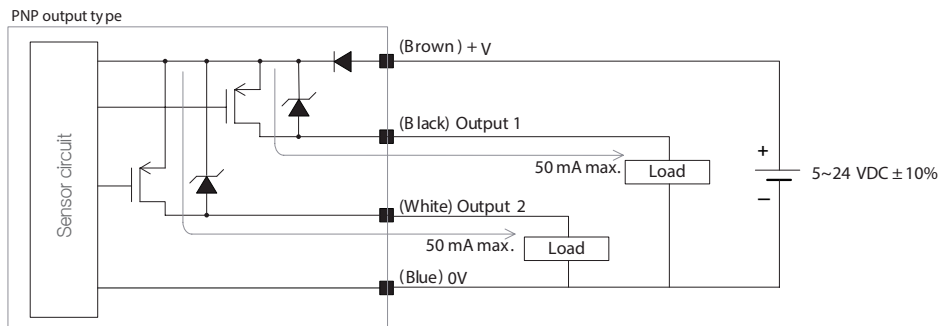 PNP output type
(Brown) + V
(Black) Output 1
50 mA max.
Load
+
5~24 VDC ± 10%
−
Sensor circuit
(White) Output 2
50 mA max.
Load
(Blue) 0V